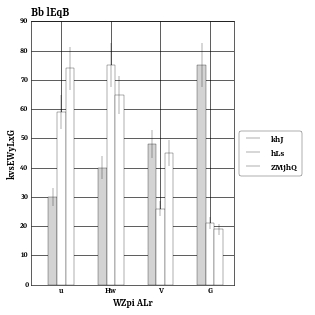 Bb lEqB
kvsEWyLxG
90
80
70
60
50
40
30
20
10
0
u Hw V G
WZpi ALr
khJ
hLs
ZMJhQ